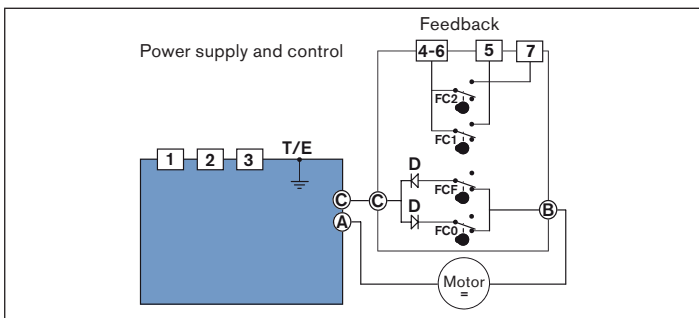 Feedback
Power supply and control
4-6 5 7
FC2
FC1
1 2 3 T/E
D
FCF
C C
D
FC0
A
B
Motor
=